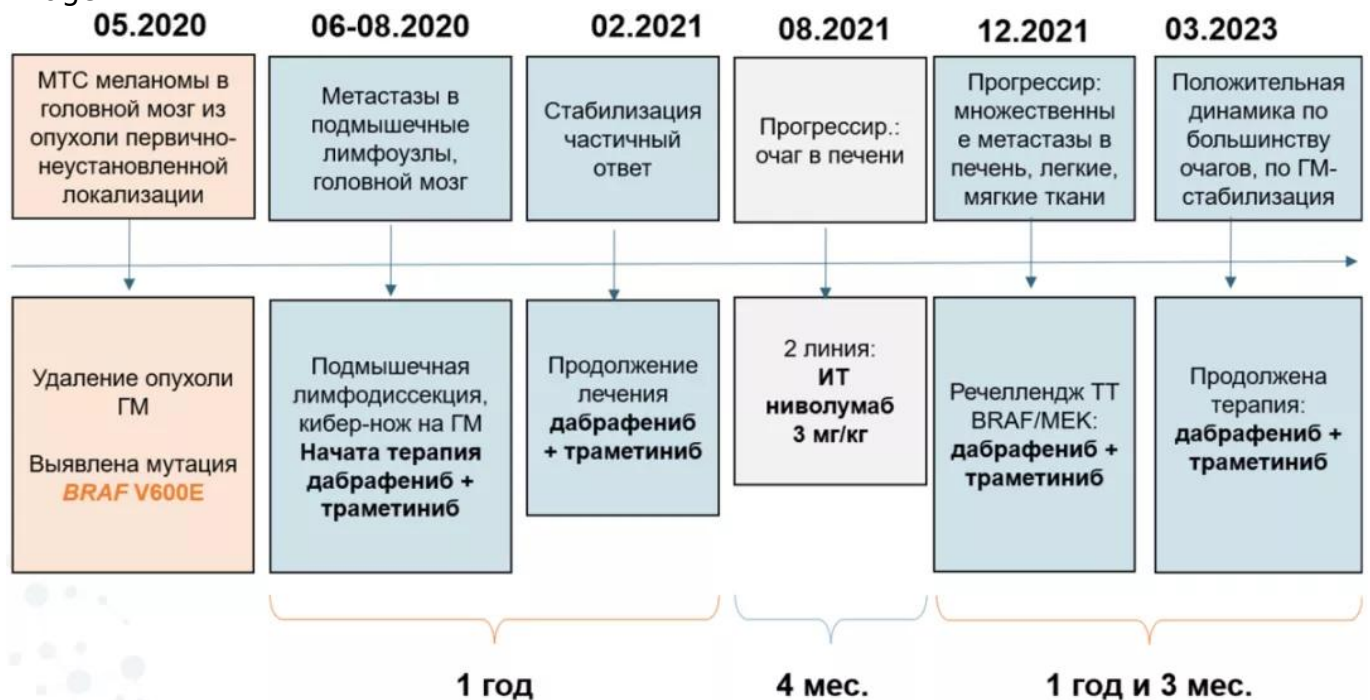 05.2020
06-08.2020
02.2021
08.2021
12.2021
03.2023
МТС меланомы в
головной мозг из
опухоли первично-
неустановленной
локализации
Метастазы в
подмышечные
лимфоузлы,
головной мозг
Стабилизация
частичный
ответ
Прогрессир.:
очаг в печени
Прогрессир:
множественны
е метастазы в
печень, легкие,
мягкие ткани
Положительная
динамика по
большинству
очагов, по ГМ-
стабилизация
Удаление опухоли
ГМ
Выявлена мутация
BRAF V600E
Подмышечная
лимфодиссекция,
кибер-нож на ГМ
Начата терапия
дабрафениб +
траметиниб
Продолжение
лечения
дабрафениб
+ траметиниб
2 линия:
ИТ
ниволумаб
3 мг/кг
Речеллендж ТТ
BRAF/MEK:
дабрафениб +
траметиниб
Продолжена
терапия:
дабрафениб +
траметиниб
1 год
4 мес.
1 год и 3 мес.